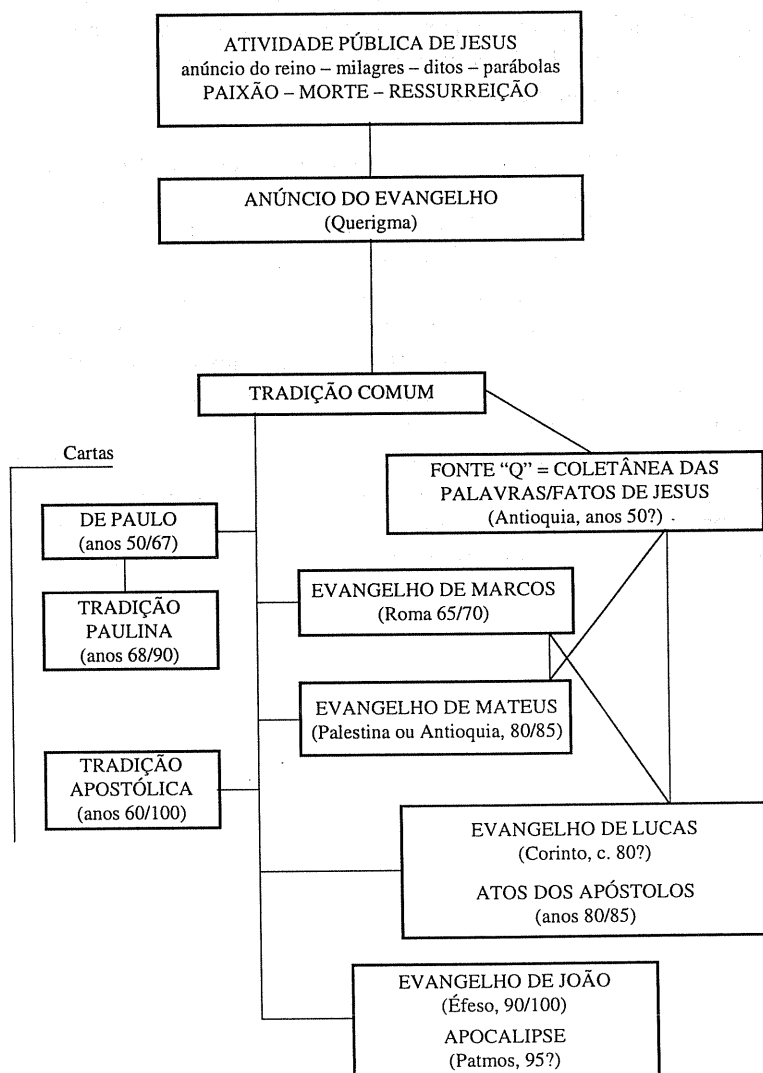 ATIVIDADE PÚBLICA DE JESUS
anúncio do reino – milagres – ditos – parábolas
PAIXÃO – MORTE – RESSURREIÇÃO
ANÚNCIO DO EVANGELHO
(Querigma)
TRADIÇÃO COMUM
Cartas
FONTE “Q” = COLETÂNEA DAS
PALAVRAS/FATOS DE JESUS
(Antioquia, anos 50?)
DE PAULO
(anos 50/67)
TRADIÇÃO
PAULINA
(anos 68/90)
EVANGELHO DE MARCOS
(Roma 65/70)
EVANGELHO DE MATEUS
(Palestina ou Antioquia, 80/85)
TRADIÇÃO
APOSTÓLICA
(anos 60/100)
EVANGELHO DE LUCAS
(Corinto, c. 80?)
ATOS DOS APÓSTOLOS
(anos 80/85)
EVANGELHO DE JOÃO
(Éfeso, 90/100)
APOCALIPSE
(Patmos, 95?)